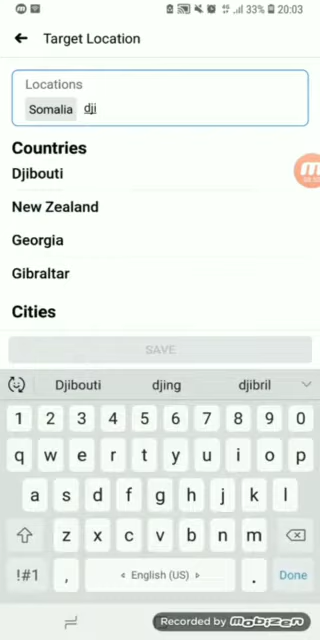 33% 20:03
Target Location
Locations
Somalia dji
Countries
Djibouti
New Zealand
Georgia
Gibraltar
Cities
SAVE
Djibouti djing djibril
1 2 3 4 5 6 7 8 9 0
q w e r t y u i o p
a s d f g h j k l
z x c v b n m
!#1 , English (US) . Done
Recorded by mobizen